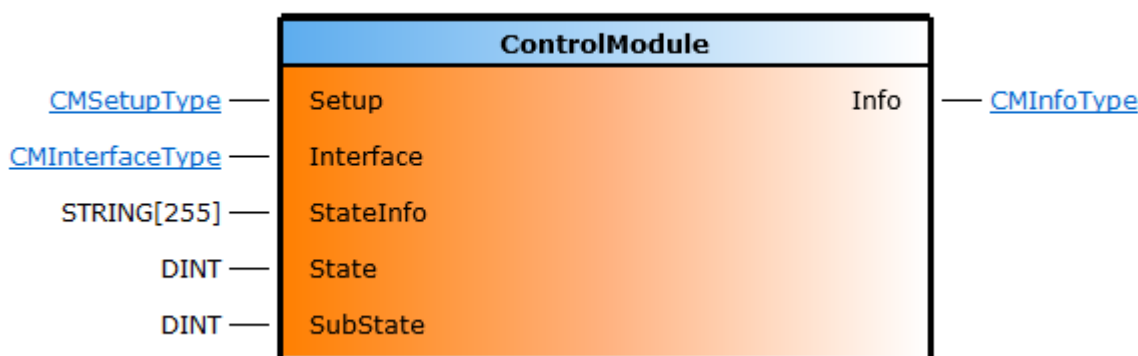 ControlModule
CMSetupType Setup Info CMInfoType
CMInterfaceType Interface
STRING[255] StateInfo
DINT State
DINT SubState